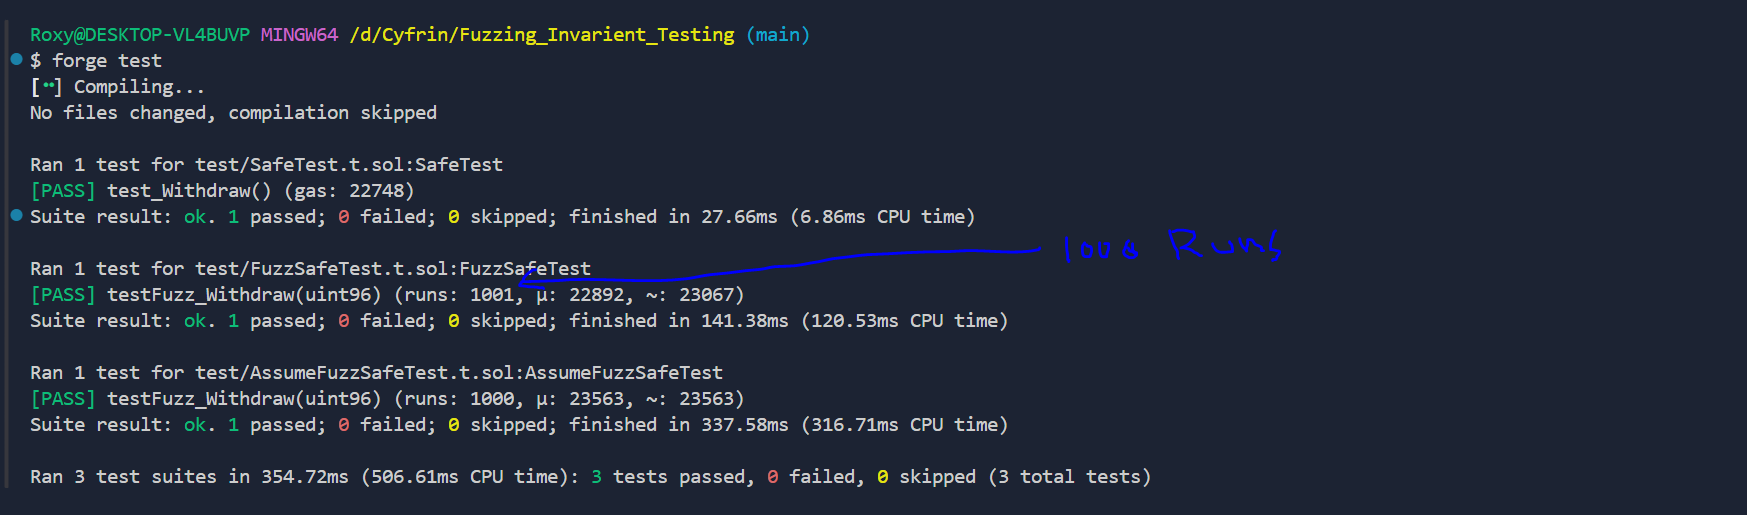 Roxy@DESKTOP-VL4BUVP MINGW64 /d/Cyfrin/Fuzzing_Invarient_Testing (main)
$ forge test
[⠒] Compiling...
No files changed, compilation skipped
Ran 1 test for test/SafeTest.t.sol:SafeTest
[PASS] test_Withdraw() (gas: 22748)
Suite result: ok. 1 passed; 0 failed; 0 skipped; finished in 27.66ms (6.86ms CPU time)
1000 Runs
Ran 1 test for test/FuzzSafeTest.t.sol:FuzzSafeTest
[PASS] testFuzz_Withdraw(uint96) (runs: 1001, μ: 22892, ~: 23067)
Suite result: ok. 1 passed; 0 failed; 0 skipped; finished in 141.38ms (120.53ms CPU time)
Ran 1 test for test/AssumeFuzzSafeTest.t.sol:AssumeFuzzSafeTest
[PASS] testFuzz_Withdraw(uint96) (runs: 1000, μ: 23563, ~: 23563)
Suite result: ok. 1 passed; 0 failed; 0 skipped; finished in 337.58ms (316.71ms CPU time)
Ran 3 test suites in 354.72ms (506.61ms CPU time): 3 tests passed, 0 failed, 0 skipped (3 total tests)